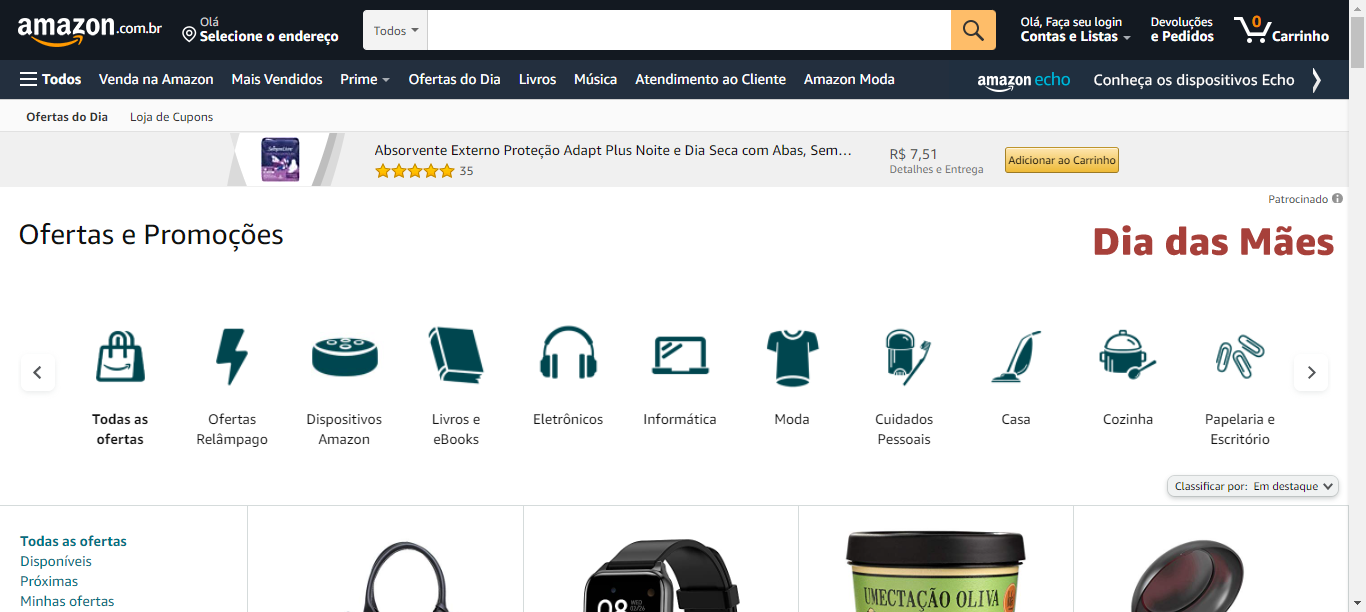 amazon.com.br
Olá
Selecione o endereço
Todos
Olá, Faça seu login
Contas e Listas
Devoluções
e Pedidos
0
Carrinho
Todos Venda na Amazon Mais Vendidos Prime Ofertas do Dia Livros Música Atendimento ao Cliente Amazon Moda
amazon echo Conheça os dispositivos Echo
Ofertas do Dia Loja de Cupons
Absorvente Externo Proteção Adapt Plus Noite e Dia Seca com Abas, Sem...
35
R$ 7,51
Detalhes e Entrega
Adicionar ao Carrinho
Patrocinado
Ofertas e Promoções
Dia das Mães
Todas as
ofertas
Ofertas
Relâmpago
Dispositivos
Amazon
Livros e
eBooks
Eletrônicos
Informática
Moda
Cuidados
Pessoais
Casa
Cozinha
Papelaria e
Escritório
Classificar por: Em destaque
Todas as ofertas
Disponíveis
Próximas
Minhas ofertas
UMECTAÇÃO OLIVA